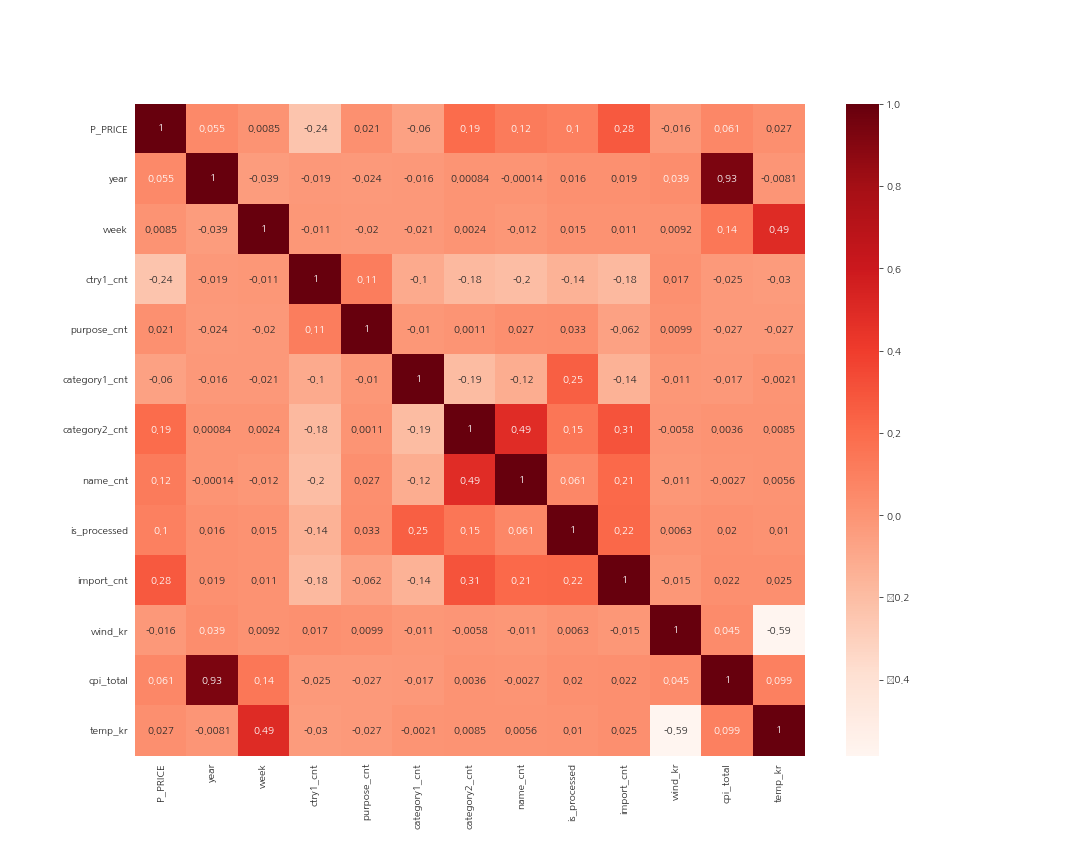 P_PRICE 1 0,055 0,0085 -0,24 0,021 -0,06 0,19 0,12 0,1 0,28 -0,016 0,061 0,027
year 0,055 1 -0,039 -0,019 -0,024 -0,016 0,00084 -0,00014 0,016 0,019 0,039 0,93 -0,0081
week 0,0085 -0,039 1 -0,011 -0,02 -0,021 0,0024 -0,012 0,015 0,011 0,0092 0,14 0,49
ctry1_cnt -0,24 -0,019 -0,011 1 0,11 -0,1 -0,18 -0,2 -0,14 -0,18 0,017 -0,025 -0,03
purpose_cnt 0,021 -0,024 -0,02 0,11 1 -0,01 0,0011 0,027 0,033 -0,062 0,0099 -0,027 -0,027
category1_cnt -0,06 -0,016 -0,021 -0,1 -0,01 1 -0,19 -0,12 0,25 -0,14 -0,011 -0,017 -0,0021
category2_cnt 0,19 0,00084 0,0024 -0,18 0,0011 -0,19 1 0,49 0,15 0,31 -0,0058 0,0036 0,0085
name_cnt 0,12 -0,00014 -0,012 -0,2 0,027 -0,12 0,49 1 0,061 0,21 -0,011 -0,0027 0,0056
is_processed 0,1 0,016 0,015 -0,14 0,033 0,25 0,15 0,061 1 0,22 0,0063 0,02 0,01
import_cnt 0,28 0,019 0,011 -0,18 -0,062 -0,14 0,31 0,21 0,22 1 -0,015 0,022 0,025
wind_kr -0,016 0,039 0,0092 0,017 0,0099 -0,011 -0,0058 -0,011 0,0063 -0,015 1 0,045 -0,59
cpi_total 0,061 0,93 0,14 -0,025 -0,027 -0,017 0,0036 -0,0027 0,02 0,022 0,045 1 0,099
temp_kr 0,027 -0,0081 0,49 -0,03 -0,027 -0,0021 0,0085 0,0056 0,01 0,025 -0,59 0,099 1
P_PRICE year week ctry1_cnt purpose_cnt category1_cnt category2_cnt name_cnt is_processed import_cnt wind_kr cpi_total temp_kr
1,0
0,8
0,6
0,4
0,2
0,0
0,2
0,4